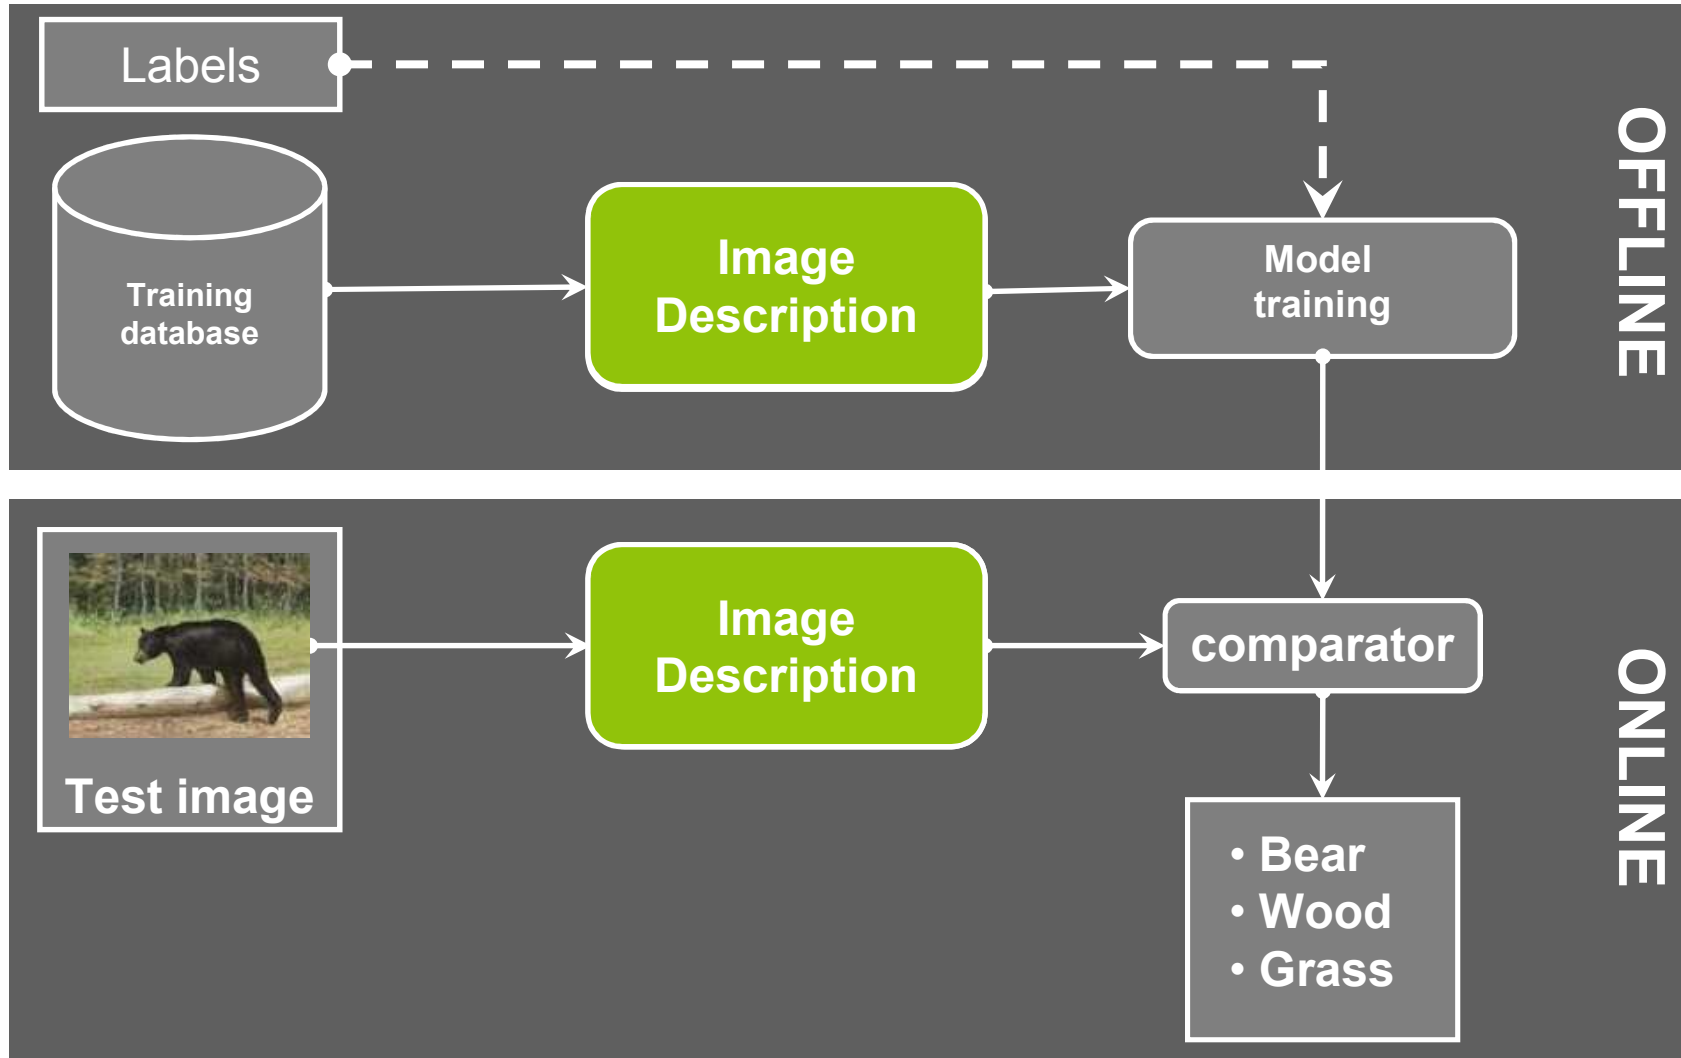 Labels
OFFLINE
Training
database
Image
Description
Model
training
Image
Description
comparator
ONLINE
Test image
• Bear
• Wood
• Grass